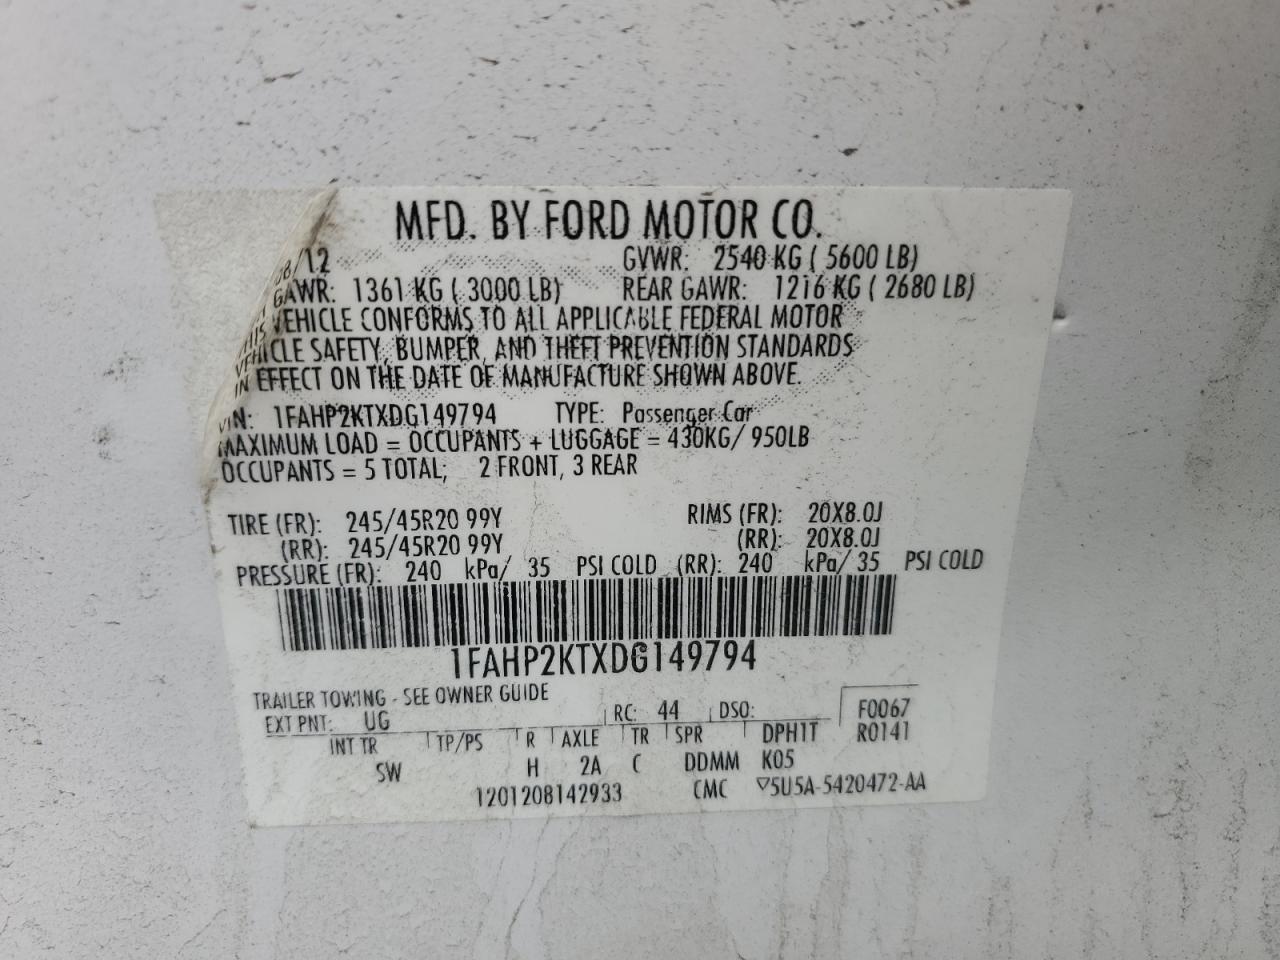 MFD. BY FORD MOTOR CO.
08/12 GVWR: 2540 KG ( 5600 LB)
GAWR: 1361 KG ( 3000 LB) REAR GAWR: 1216 KG ( 2680 LB)
THIS VEHICLE CONFORMS TO ALL APPLICABLE FEDERAL MOTOR
VEHICLE SAFETY, BUMPER, AND THEFT PREVENTION STANDARDS
IN EFFECT ON THE DATE OF MANUFACTURE SHOWN ABOVE.
VIN: 1FAHP2KTXDG149794 TYPE: Passenger Car
MAXIMUM LOAD = OCCUPANTS + LUGGAGE = 430KG/ 950LB
OCCUPANTS = 5 TOTAL; 2 FRONT, 3 REAR
TIRE (FR): 245/45R20 99Y RIMS (FR): 20X8.0J
(RR): 245/45R20 99Y (RR): 20X8.0J
PRESSURE (FR): 240 kPa/ 35 PSI COLD (RR): 240 kPa/ 35 PSI COLD
1FAHP2KTXDG149794
TRAILER TOWING - SEE OWNER GUIDE
EXT PNT: UG RC: 44 DSO: F0067
INT TR TP/PS R AXLE TR SPR DPH1T R0141
SW H 2A C DDMM K05
1201208142933 CMC ▽5U5A-5420472-AA